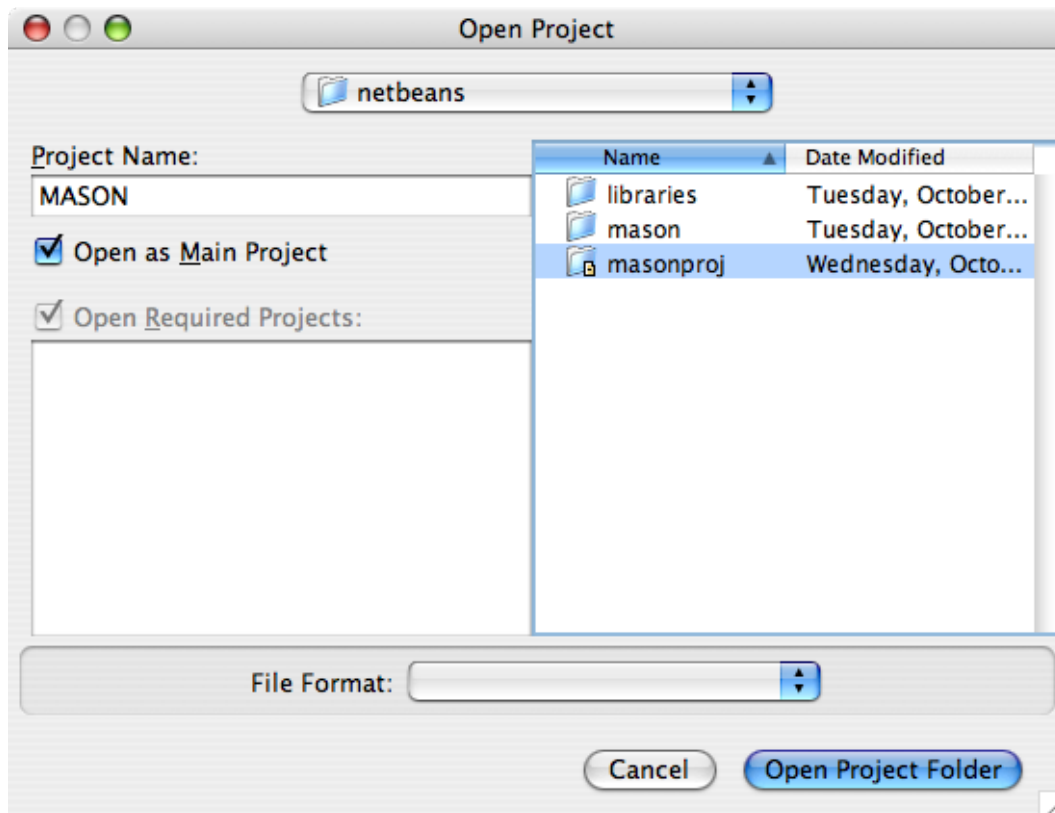 Open Project
netbeans
Project Name:
MASON
Open as Main Project
Open Required Projects:
Name Date Modified
libraries Tuesday, October...
mason Tuesday, October...
masonproj Wednesday, Octo...
File Format:
Cancel Open Project Folder